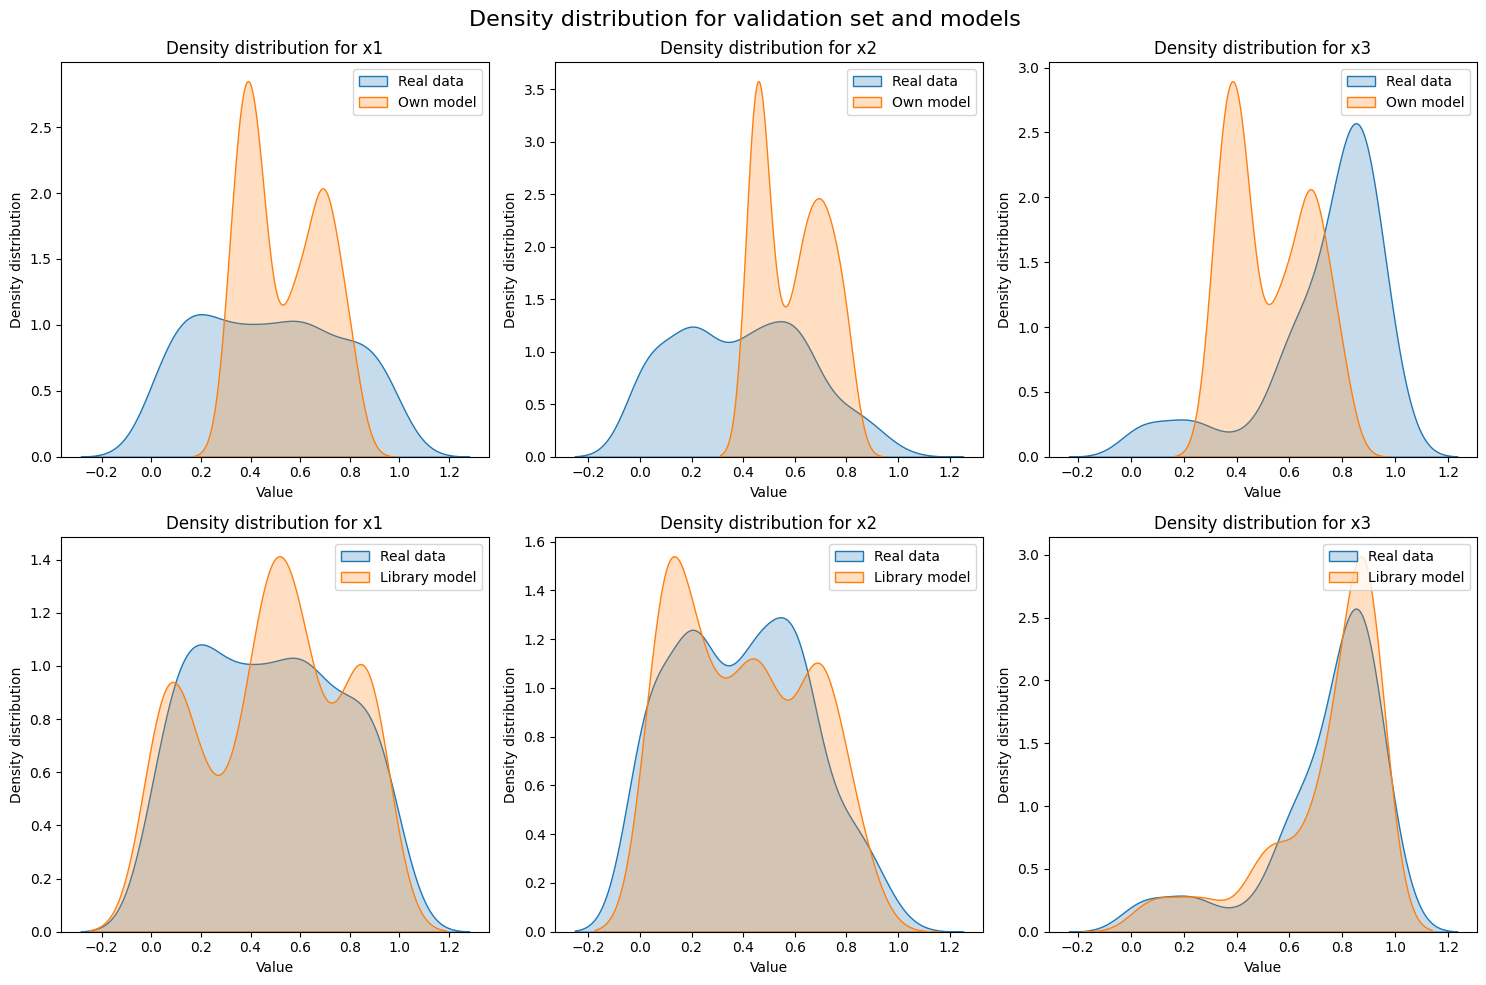 Density distribution for validation set and models
Density distribution for x1
Real data
Own model
2.5
2.0
1.5
1.0
0.5
0.0
Density distribution
−0.2 0.0 0.2 0.4 0.6 0.8 1.0 1.2
Value
Density distribution for x2
Real data
Own model
3.5
3.0
2.5
2.0
1.5
1.0
0.5
0.0
Density distribution
−0.2 0.0 0.2 0.4 0.6 0.8 1.0 1.2
Value
Density distribution for x3
Real data
Own model
3.0
2.5
2.0
1.5
1.0
0.5
0.0
Density distribution
−0.2 0.0 0.2 0.4 0.6 0.8 1.0 1.2
Value
Density distribution for x1
Real data
Library model
1.4
1.2
1.0
0.8
0.6
0.4
0.2
0.0
Density distribution
−0.2 0.0 0.2 0.4 0.6 0.8 1.0 1.2
Value
Density distribution for x2
Real data
Library model
1.6
1.4
1.2
1.0
0.8
0.6
0.4
0.2
0.0
Density distribution
−0.2 0.0 0.2 0.4 0.6 0.8 1.0 1.2
Value
Density distribution for x3
Real data
Library model
3.0
2.5
2.0
1.5
1.0
0.5
0.0
Density distribution
−0.2 0.0 0.2 0.4 0.6 0.8 1.0 1.2
Value